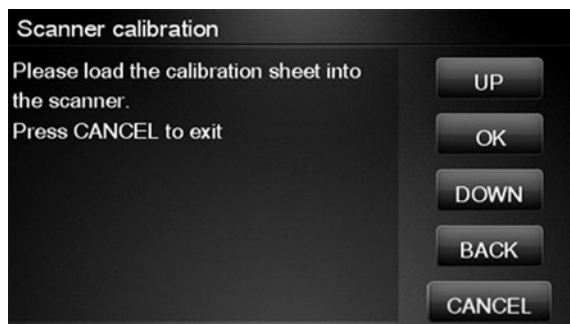 Scanner calibration
Please load the calibration sheet into
the scanner.
Press CANCEL to exit
UP
OK
DOWN
BACK
CANCEL